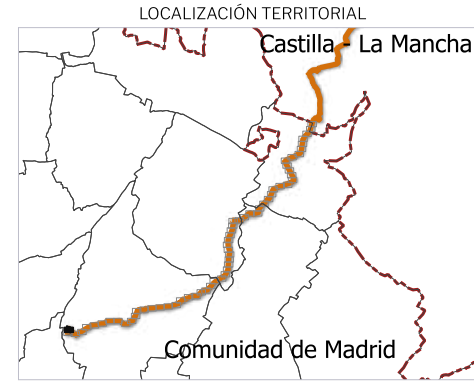 LOCALIZACIÓN TERRITORIAL
Castilla - La Mancha
Comunidad de Madrid